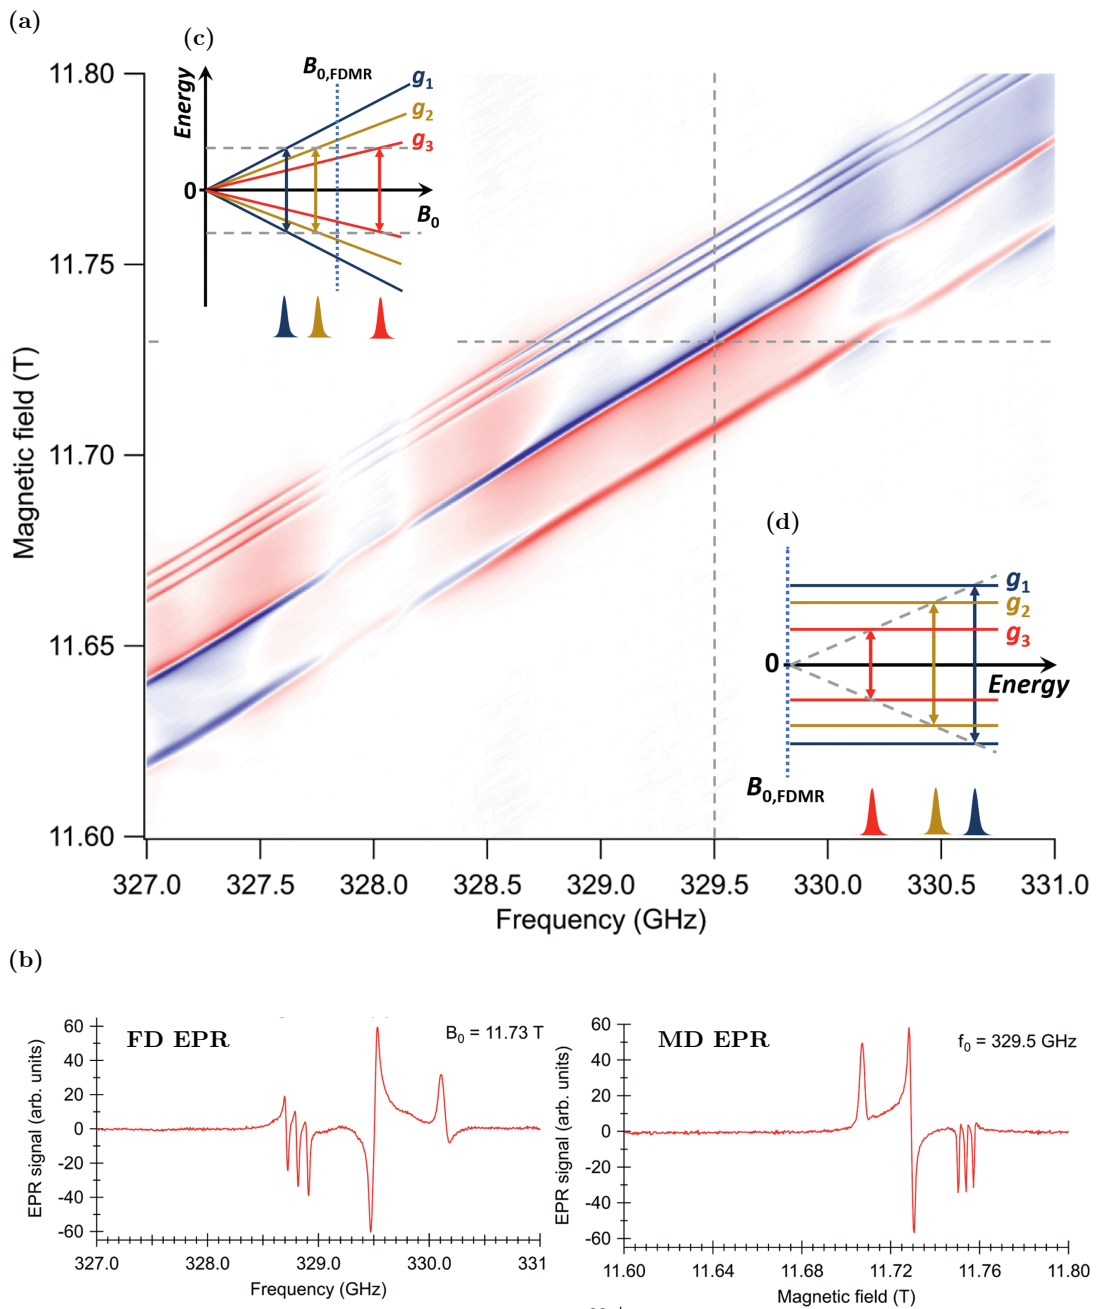 (a)
(c)
B0,FDMR
g1
g2
g3
Energy
0
B0
11.80
11.75
11.70
11.65
11.60
Magnetic field (T)
(d)
g1
g2
g3
0
Energy
B0,FDMR
327.0 327.5 328.0 328.5 329.0 329.5 330.0 330.5 331.0
Frequency (GHz)
(b)
FD EPR
B0 = 11.73 T
60
40
20
0
-20
-40
-60
EPR signal (arb. units)
327.0 328.0 329.0 330.0 331
Frequency (GHz)
MD EPR
f0 = 329.5 GHz
60
40
20
0
-20
-40
-60
EPR signal (arb. units)
11.60 11.64 11.68 11.72 11.76 11.80
Magnetic field (T)